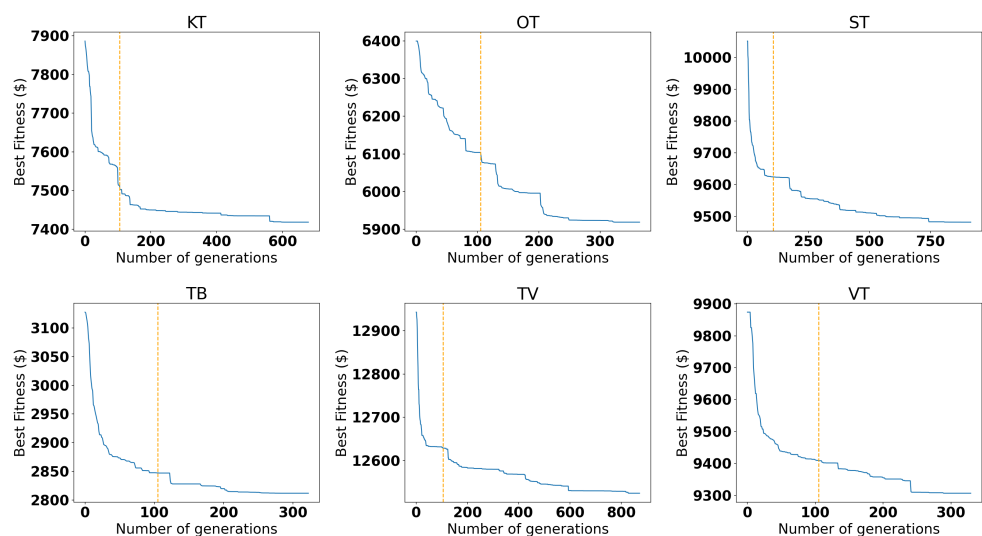 KT
7900
7800
7700
7600
7500
7400
Best Fitness ($)
0 200 400 600
Number of generations
OT
6400
6300
6200
6100
6000
5900
Best Fitness ($)
0 100 200 300
Number of generations
ST
10000
9900
9800
9700
9600
9500
Best Fitness ($)
0 250 500 750
Number of generations
TB
3100
3050
3000
2950
2900
2850
2800
Best Fitness ($)
0 100 200 300
Number of generations
TV
12900
12800
12700
12600
Best Fitness ($)
0 200 400 600 800
Number of generations
VT
9900
9800
9700
9600
9500
9400
9300
Best Fitness ($)
0 100 200 300
Number of generations